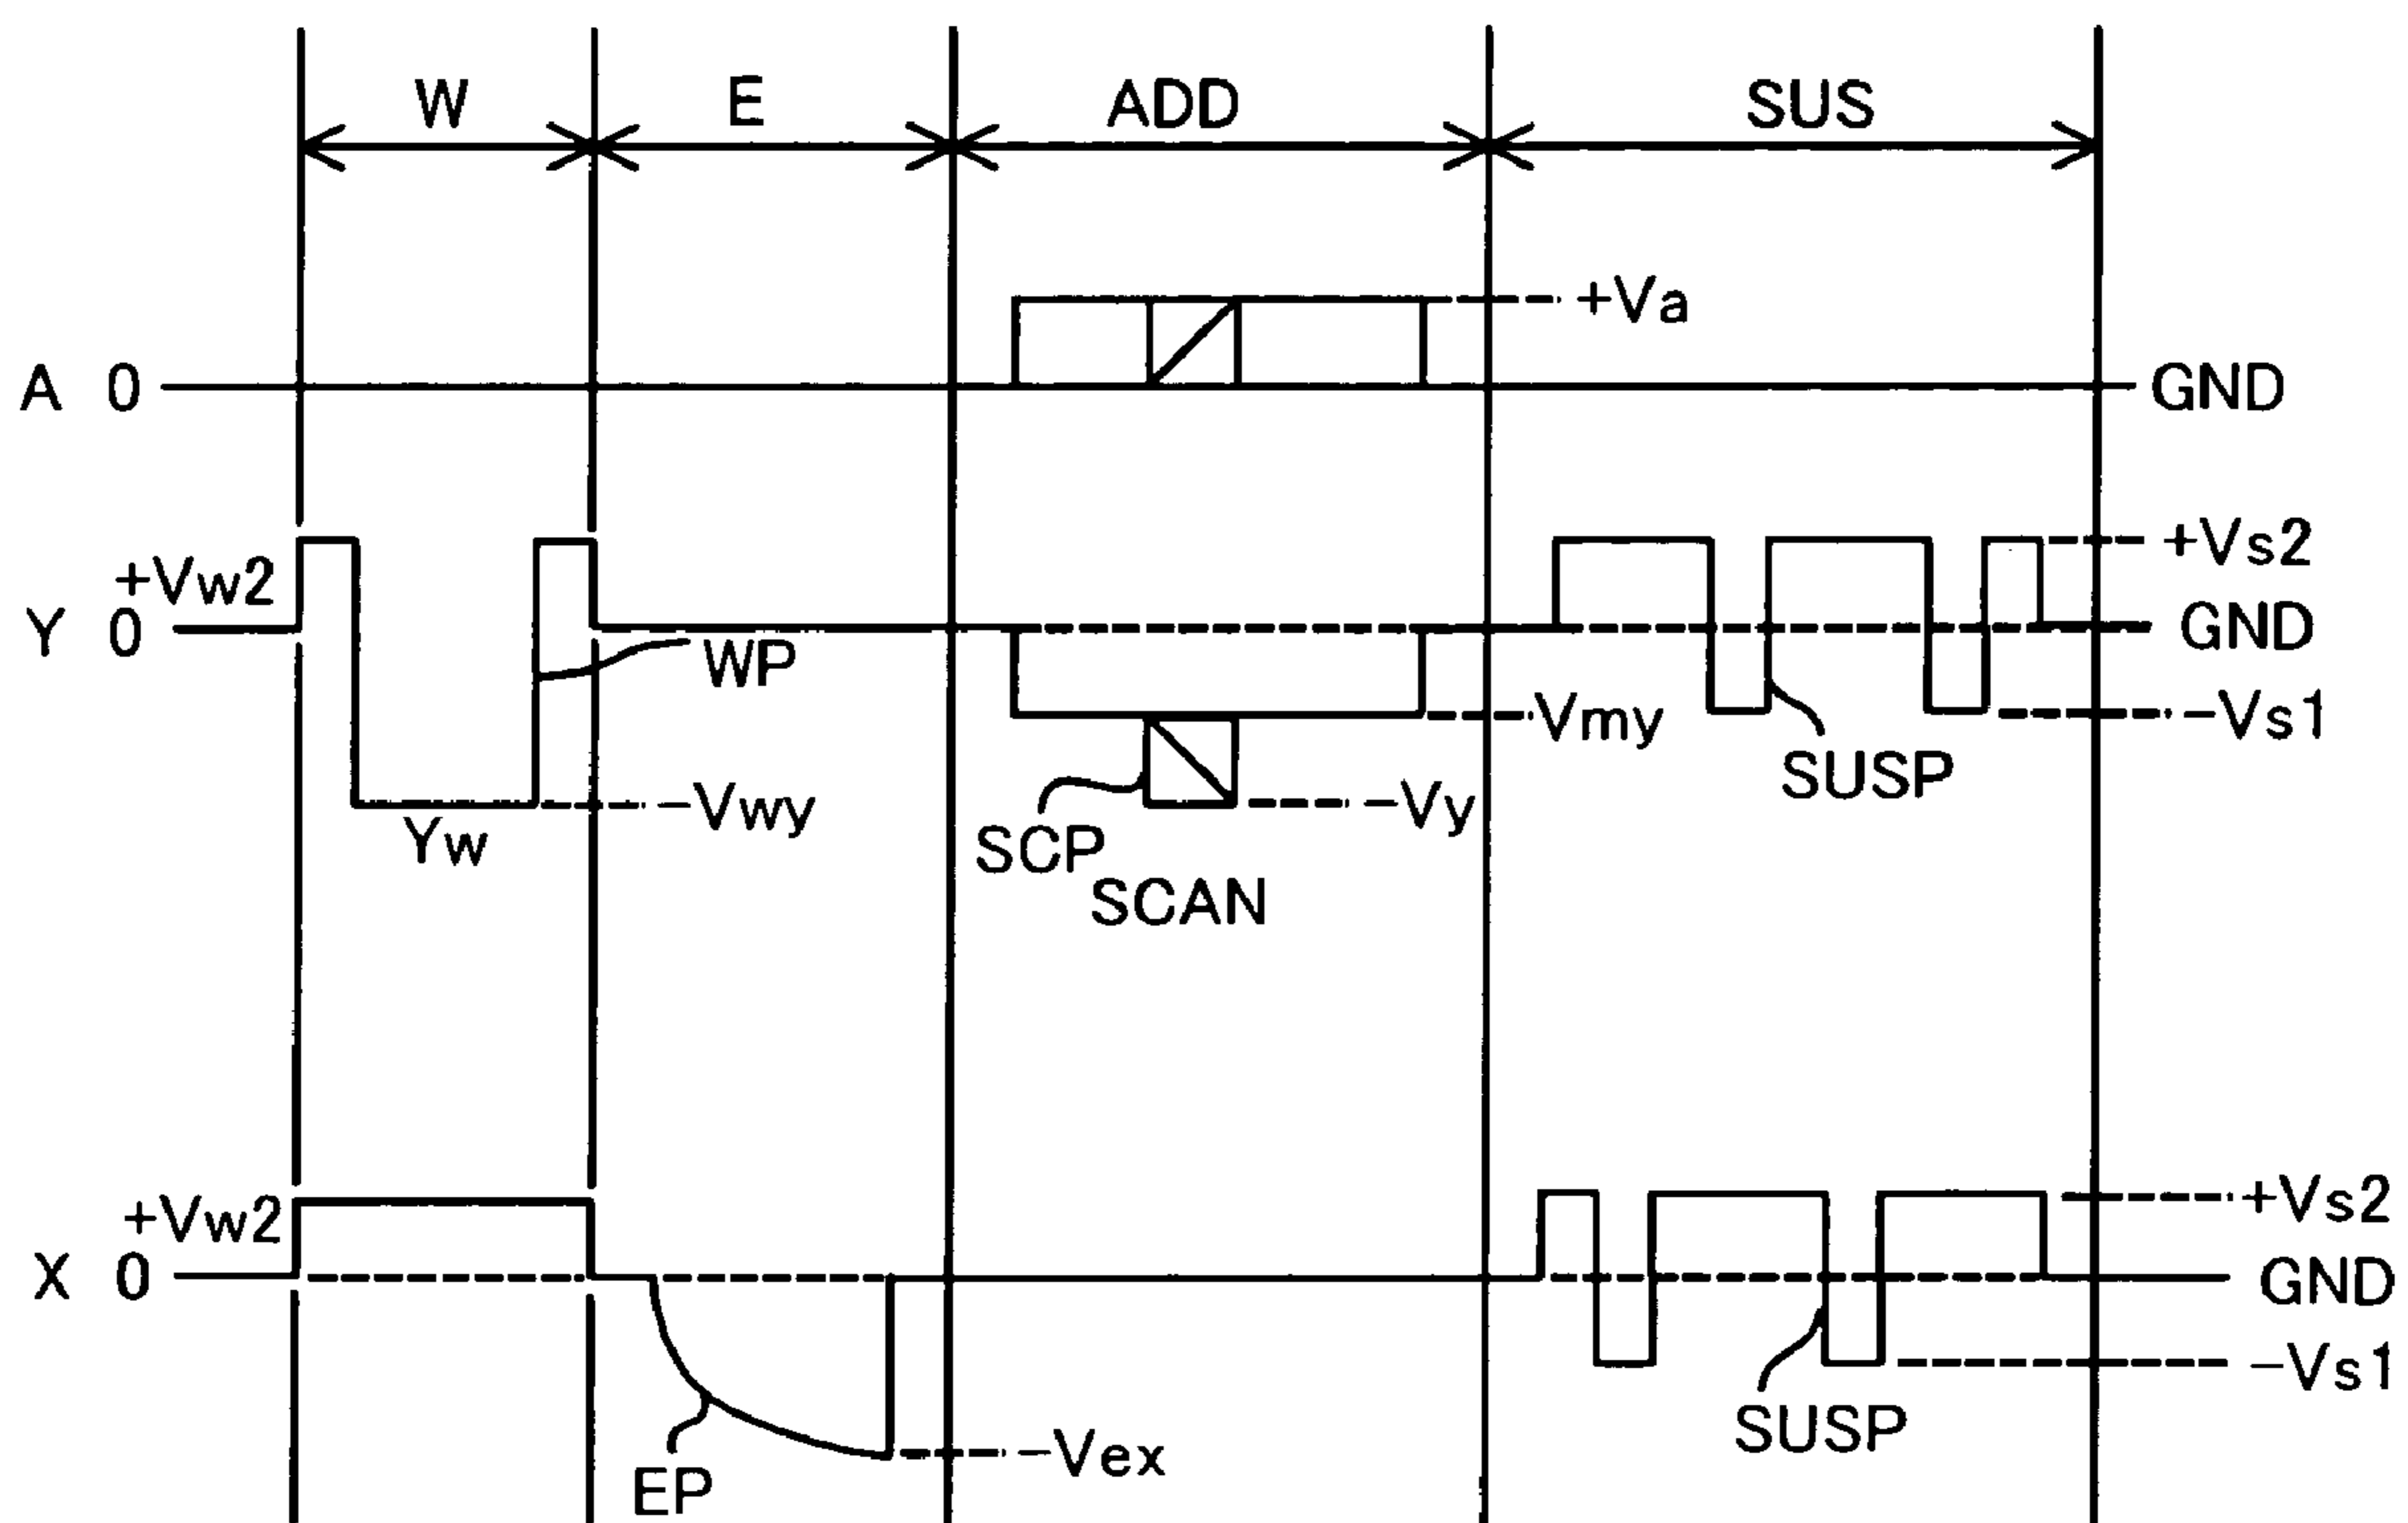 W E ADD SUS
+Va
A 0 GND
+Vw2 +Vs2
Y 0 GND
WP
Vmy −Vs1
SUSP
−Vwy −Vy
Yw SCP
SCAN
+Vw2 +Vs2
X 0 GND
−Vs1
SUSP
−Vex
EP